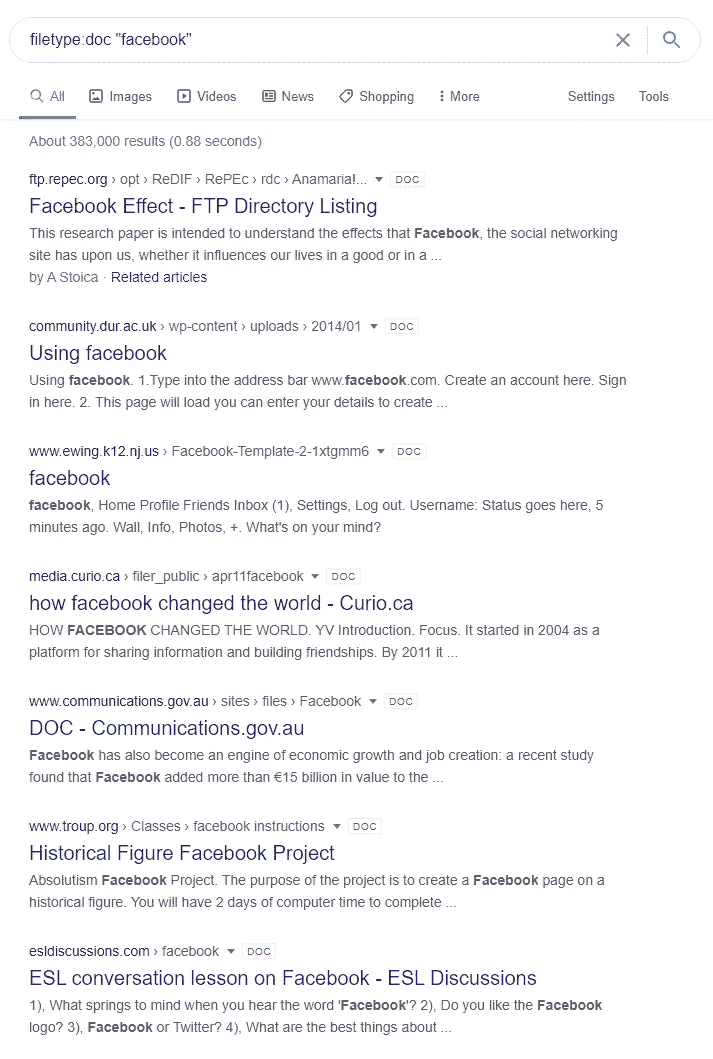 filetype:doc "facebook"
All Images Videos News Shopping More Settings Tools
About 383,000 results (0.88 seconds)
ftp.repec.org › opt › ReDIF › RePEc › rdc › Anamaria!... DOC
Facebook Effect - FTP Directory Listing
This research paper is intended to understand the effects that Facebook, the social networking
site has upon us, whether it influences our lives in a good or in a ...
by A Stoica · Related articles
community.dur.ac.uk › wp-content › uploads › 2014/01 DOC
Using facebook
Using facebook. 1.Type into the address bar www.facebook.com. Create an account here. Sign
in here. 2. This page will load you can enter your details to create ...
www.ewing.k12.nj.us › Facebook-Template-2-1xtgmm6 DOC
facebook
facebook, Home Profile Friends Inbox (1), Settings, Log out. Username: Status goes here, 5
minutes ago. Wall, Info, Photos, +. What's on your mind?
media.curio.ca › filer_public › apr11facebook DOC
how facebook changed the world - Curio.ca
HOW FACEBOOK CHANGED THE WORLD. YV Introduction. Focus. It started in 2004 as a
platform for sharing information and building friendships. By 2011 it ...
www.communications.gov.au › sites › files › Facebook DOC
DOC - Communications.gov.au
Facebook has also become an engine of economic growth and job creation: a recent study
found that Facebook added more than €15 billion in value to the ...
www.troup.org › Classes › facebook instructions DOC
Historical Figure Facebook Project
Absolutism Facebook Project. The purpose of the project is to create a Facebook page on a
historical figure. You will have 2 days of computer time to complete ...
esldiscussions.com › facebook DOC
ESL conversation lesson on Facebook - ESL Discussions
1), What springs to mind when you hear the word 'Facebook'? 2), Do you like the Facebook
logo? 3), Facebook or Twitter? 4), What are the best things about ...